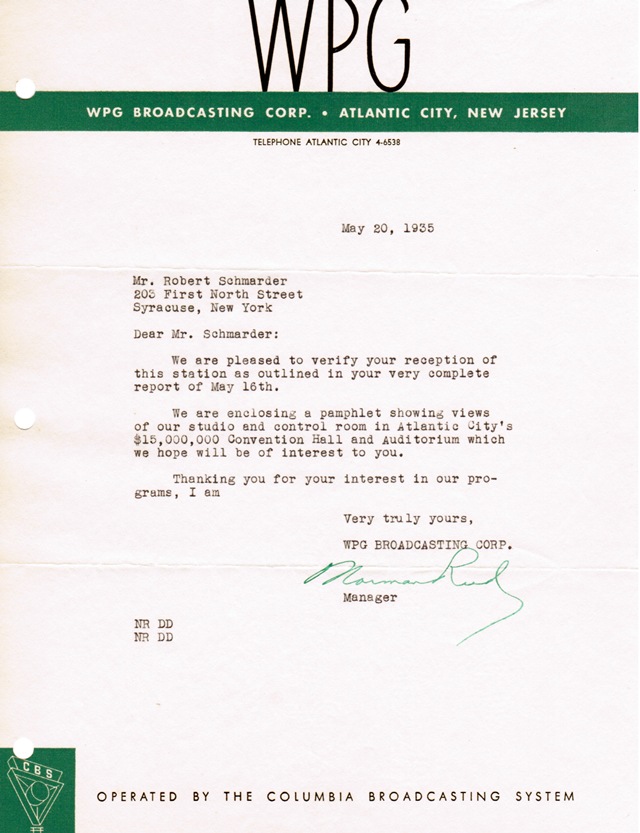 WPG
WPG BROADCASTING CORP. • ATLANTIC CITY, NEW JERSEY
TELEPHONE ATLANTIC CITY 4-6538
May 20, 1935
Mr. Robert Schmarder
203 First North Street
Syracuse, New York
Dear Mr. Schmarder:
We are pleased to verify your reception of
this station as outlined in your very complete
report of May 16th.
We are enclosing a pamphlet showing views
of our studio and control room in Atlantic City's
$15,000,000 Convention Hall and Auditorium which
we hope will be of interest to you.
Thanking you for your interest in our pro-
grams, I am
Very truly yours,
WPG BROADCASTING CORP.
Norman Reed
Manager
NR DD
NR DD
CBS
OPERATED BY THE COLUMBIA BROADCASTING SYSTEM